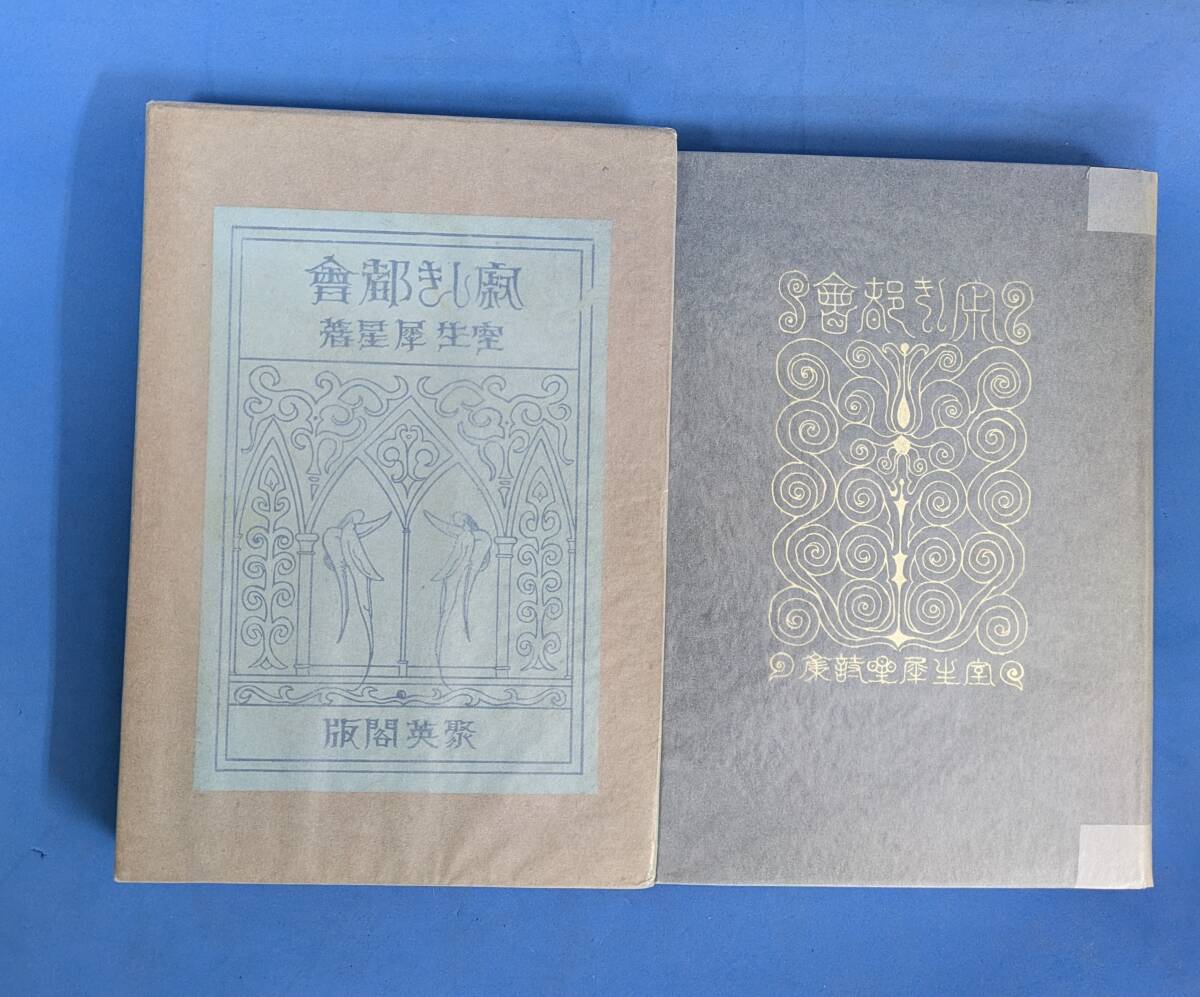 寂しき都會
室生犀星著
聚英閣版
寂しき都會
室生犀星詩集